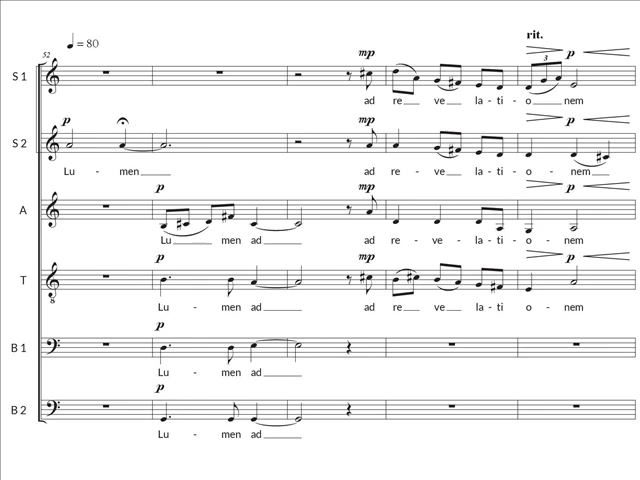 rit.
= 80
52
mp
p
3
S 1
ad re ve la - ti - o nem
p
mp
p
S 2
Lu - men ad re - ve la - ti - o - nem
p
mp
p
A
Lu - men ad ad re - ve - la - ti - o - nem
p
mp
p
T
8
Lu - men ad ad re ve la ti - o - nem
p
B 1
Lu - men ad
p
B 2
Lu - men ad